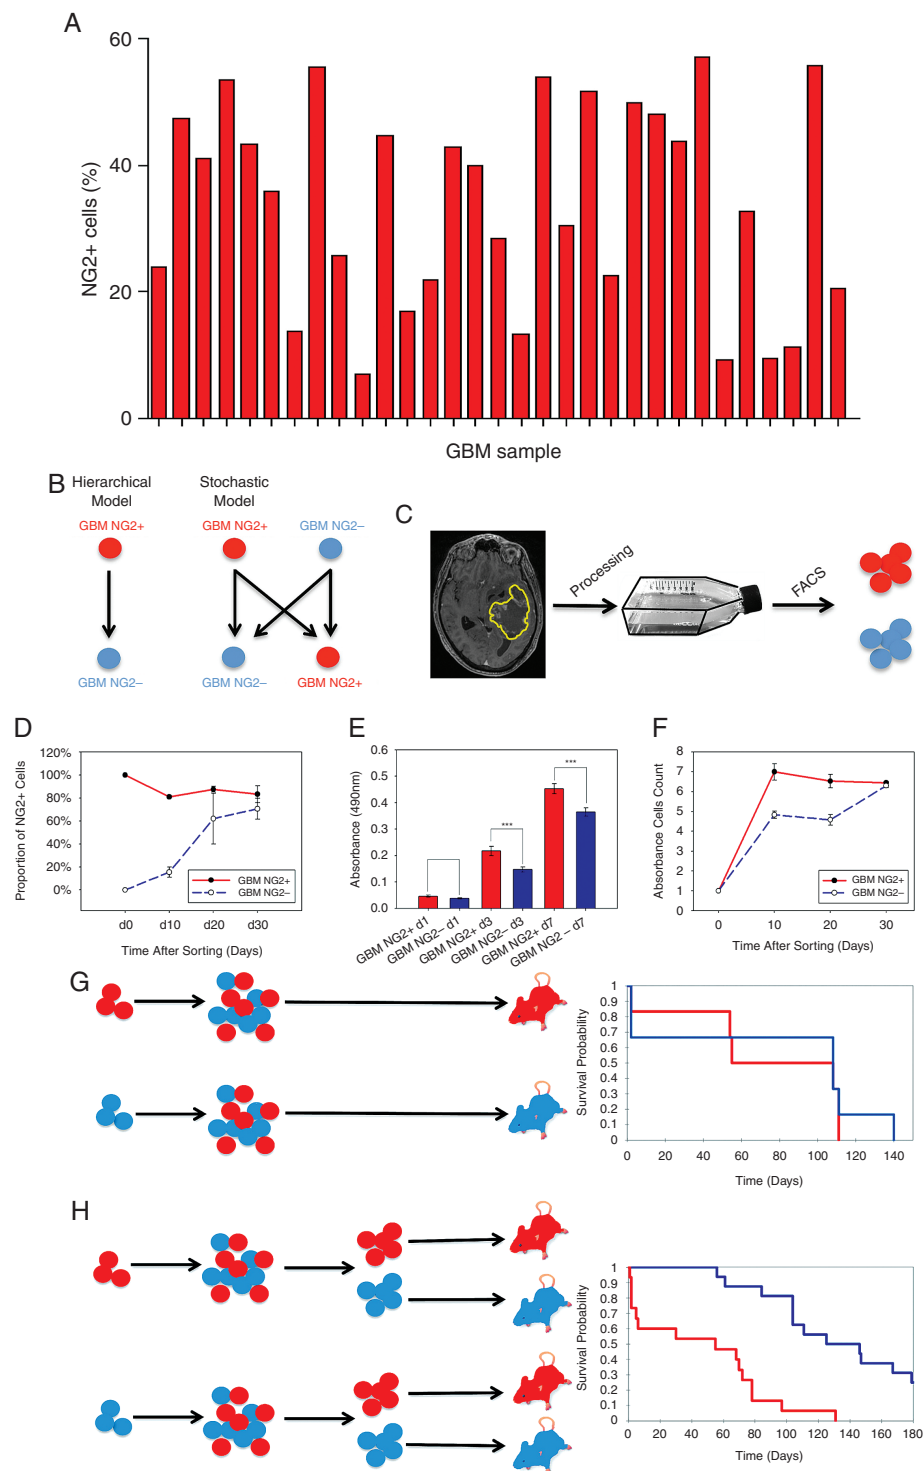 A
60
40
20
0
NG2+ cells (%)
GBM sample
B
Hierarchical
Model
Stochastic
Model
GBM NG2+
GBM NG2+
GBM NG2–
GBM NG2–
GBM NG2–
GBM NG2+
C
Processing
FACS
D
Proportion of NG2+ Cells
120%
100%
80%
60%
40%
20%
0%
GBM NG2+
GBM NG2–
d0 d10 d20 d30
Time After Sorting (Days)
E
Absorbance (490nm)
0.6
0.5
0.4
0.3
0.2
0.1
0.0
***
***
GBM NG2+ d1
GBM NG2– d1
GBM NG2+ d3
GBM NG2– d3
GBM NG2+ d7
GBM NG2 – d7
F
Absorbance Cells Count
8
7
6
5
4
3
2
1
0
GBM NG2+
GBM NG2–
0 10 20 30
Time After Sorting (Days)
G
Survival Probability
1
0.9
0.8
0.7
0.6
0.5
0.4
0.3
0.2
0.1
0
0 20 40 60 80 100 120 140
Time (Days)
H
Survival Probability
1
0.9
0.8
0.7
0.6
0.5
0.4
0.3
0.2
0.1
0
0 20 40 60 80 100 120 140 160 180
Time (Days)